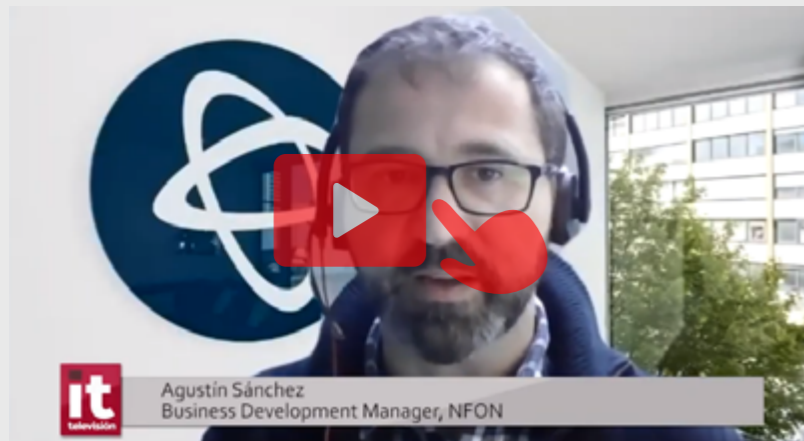 it
televisión
Agustín Sánchez
Business Development Manager, NFON